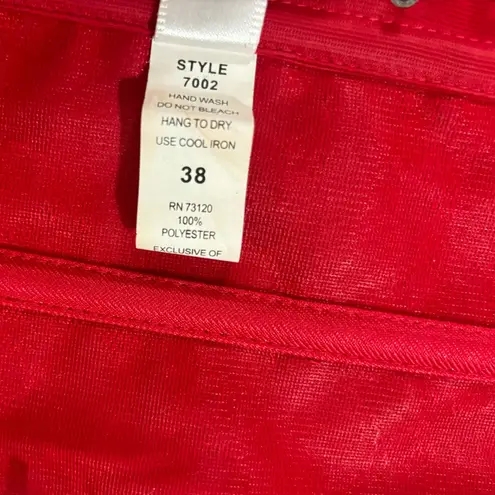 STYLE
7002
HAND WASH
DO NOT BLEACH
HANG TO DRY
USE COOL IRON
38
RN 73120
100%
POLYESTER
EXCLUSIVE OF